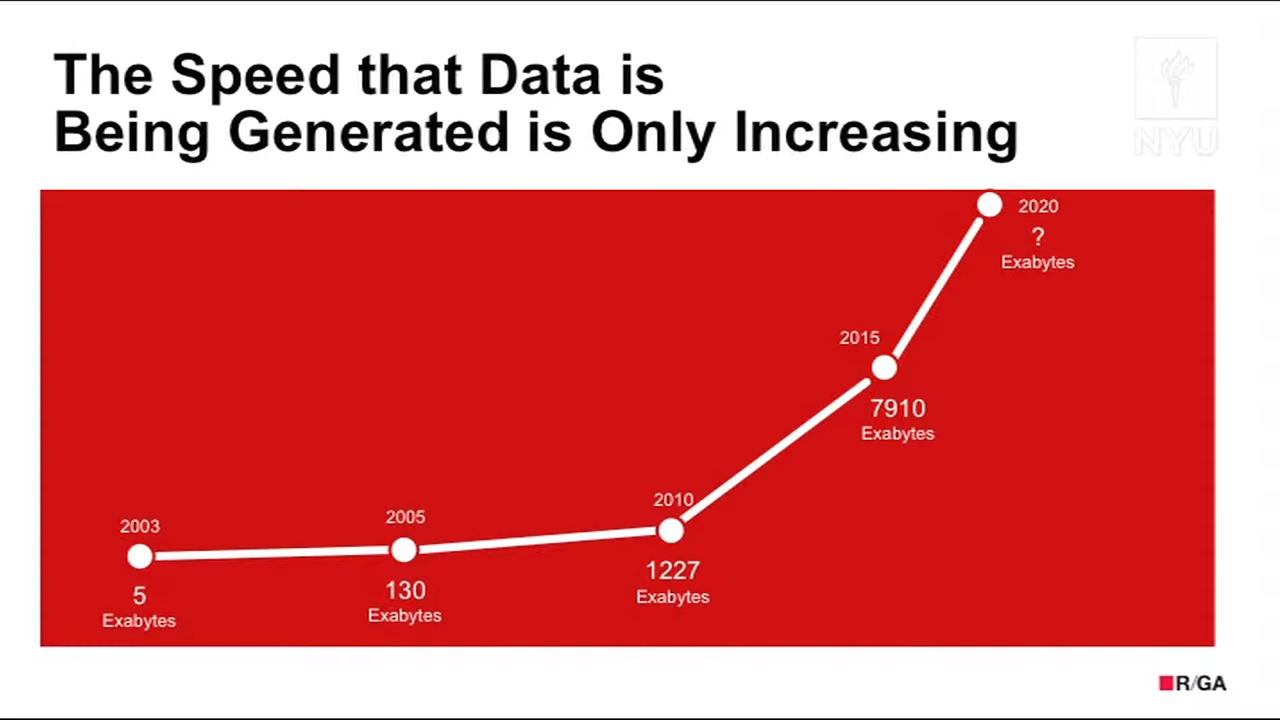 The Speed that Data is
Being Generated is Only Increasing
NYU
2020
?
Exabytes
2015
7910
Exabytes
2010
1227
Exabytes
2005
130
Exabytes
2003
5
Exabytes
R/GA